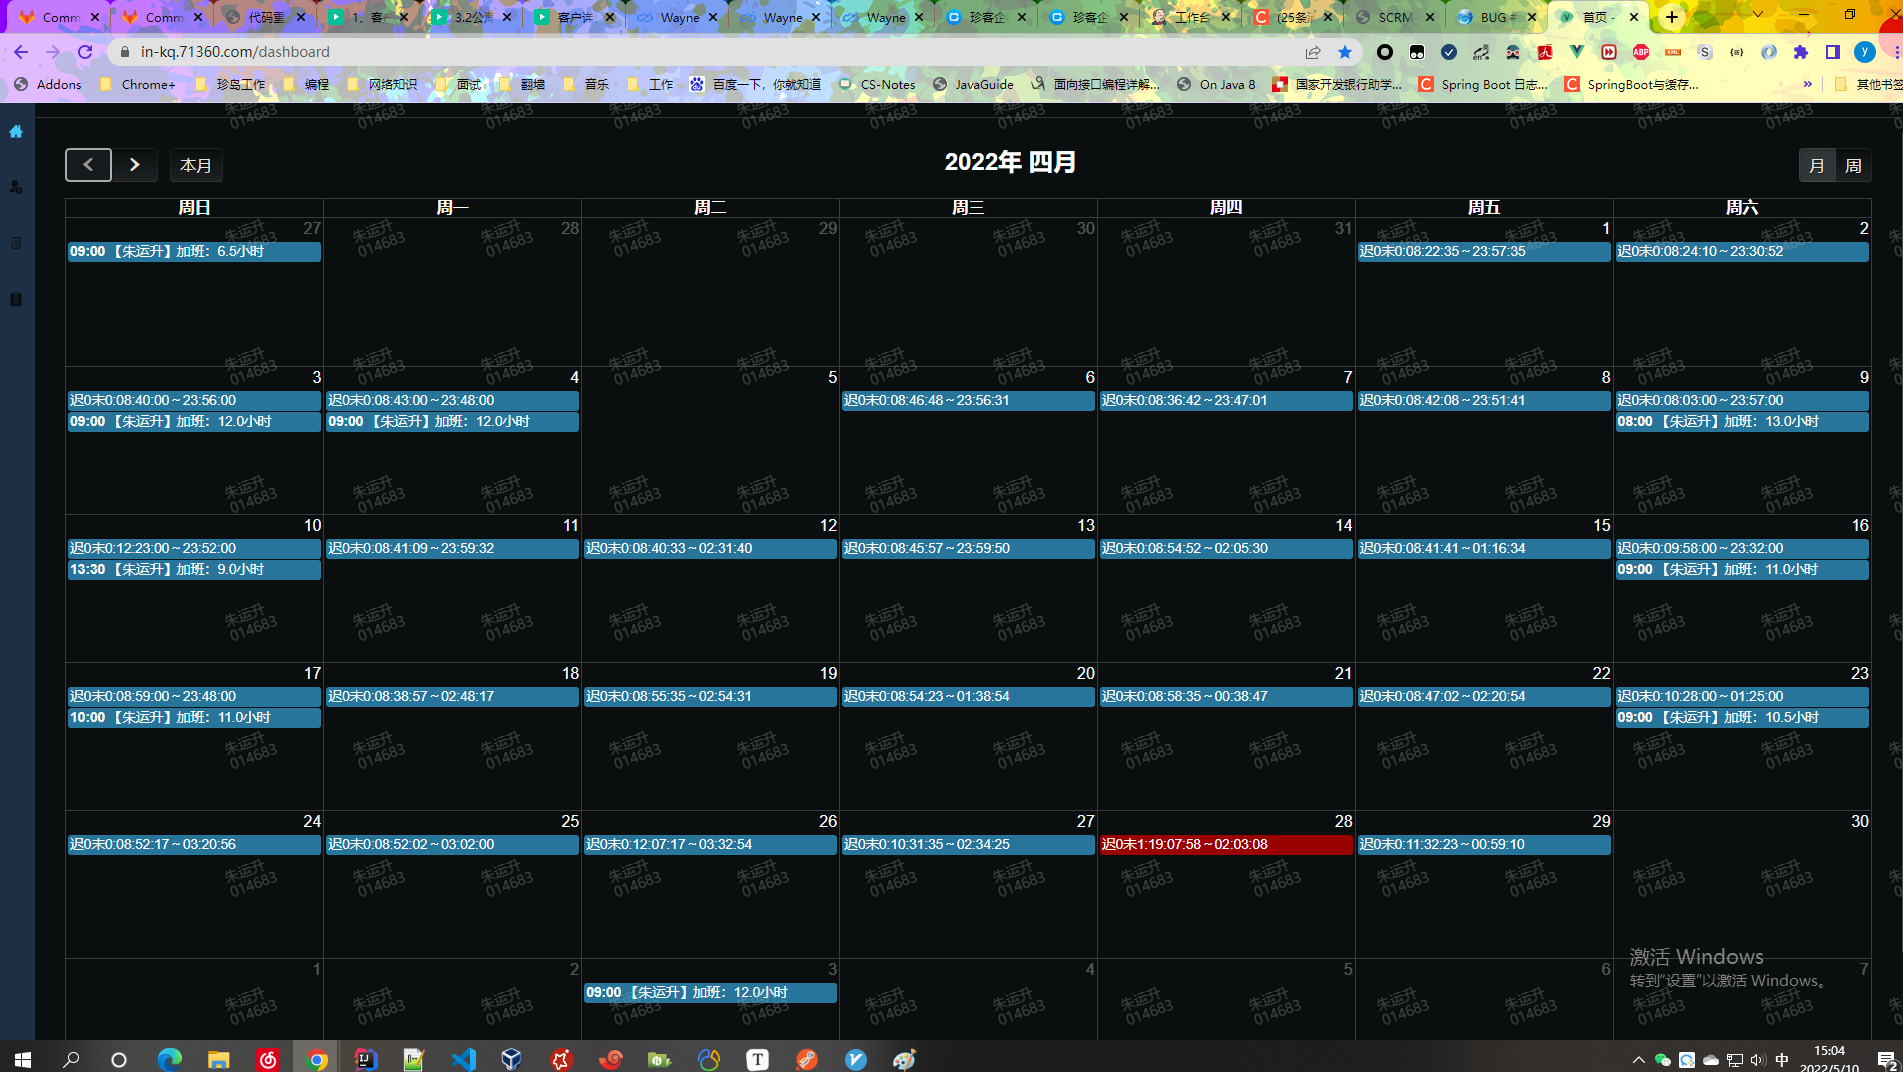 Comm
Comm
代码重
1、客户
3.2公海
客户详
Wayne
Wayne
Wayne
珍客企
珍客企
工作台
(25条消
SCRM
BUG #
首页 -
in-kq.71360.com/dashboard
Addons
Chrome+
珍岛工作
编程
网络知识
面试
翻墙
音乐
工作
百度一下，你就知道
CS-Notes
JavaGuide
面向接口编程详解...
On Java 8
国家开发银行助学...
Spring Boot 日志...
SpringBoot与缓存...
»
其他书签
本月
2022年 四月
月 周
周日 周一 周二 周三 周四 周五 周六
27 28 29 30 31 1 2
09:00 【朱运升】加班：6.5小时
迟0未0:08:22:35～23:57:35
迟0未0:08:24:10～23:30:52
3 4 5 6 7 8 9
迟0未0:08:40:00～23:56:00
09:00 【朱运升】加班：12.0小时
迟0未0:08:43:00～23:48:00
09:00 【朱运升】加班：12.0小时
迟0未0:08:46:48～23:56:31
迟0未0:08:36:42～23:47:01
迟0未0:08:42:08～23:51:41
迟0未0:08:03:00～23:57:00
08:00 【朱运升】加班：13.0小时
10 11 12 13 14 15 16
迟0未0:12:23:00～23:52:00
13:30 【朱运升】加班：9.0小时
迟0未0:08:41:09～23:59:32
迟0未0:08:40:33～02:31:40
迟0未0:08:45:57～23:59:50
迟0未0:08:54:52～02:05:30
迟0未0:08:41:41～01:16:34
迟0未0:09:58:00～23:32:00
09:00 【朱运升】加班：11.0小时
17 18 19 20 21 22 23
迟0未0:08:59:00～23:48:00
10:00 【朱运升】加班：11.0小时
迟0未0:08:38:57～02:48:17
迟0未0:08:55:35～02:54:31
迟0未0:08:54:23～01:38:54
迟0未0:08:58:35～00:38:47
迟0未0:08:47:02～02:20:54
迟0未0:10:28:00～01:25:00
09:00 【朱运升】加班：10.5小时
24 25 26 27 28 29 30
迟0未0:08:52:17～03:20:56
迟0未0:08:52:02～03:02:00
迟0未0:12:07:17～03:32:54
迟0未0:10:31:35～02:34:25
迟0未1:19:07:58～02:03:08
迟0未0:11:32:23～00:59:10
1 2 3 4 5 6 7
09:00 【朱运升】加班：12.0小时
朱运升
014683
激活 Windows
转到“设置”以激活 Windows。
中
15:04
2022/5/10